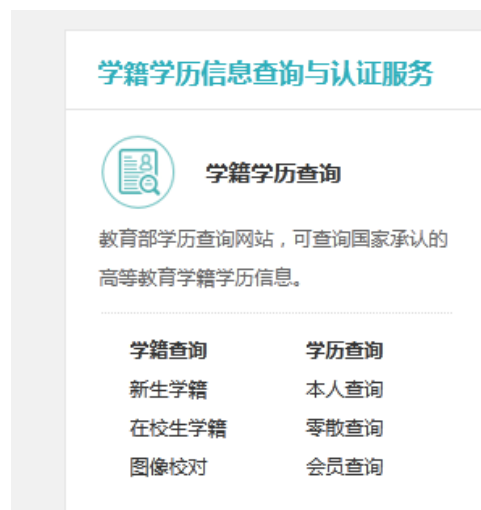 学籍学历信息查询与认证服务
学籍学历查询
教育部学历查询网站，可查询国家承认的
高等教育学籍学历信息。
学籍查询 学历查询
新生学籍 本人查询
在校生学籍 零散查询
图像校对 会员查询